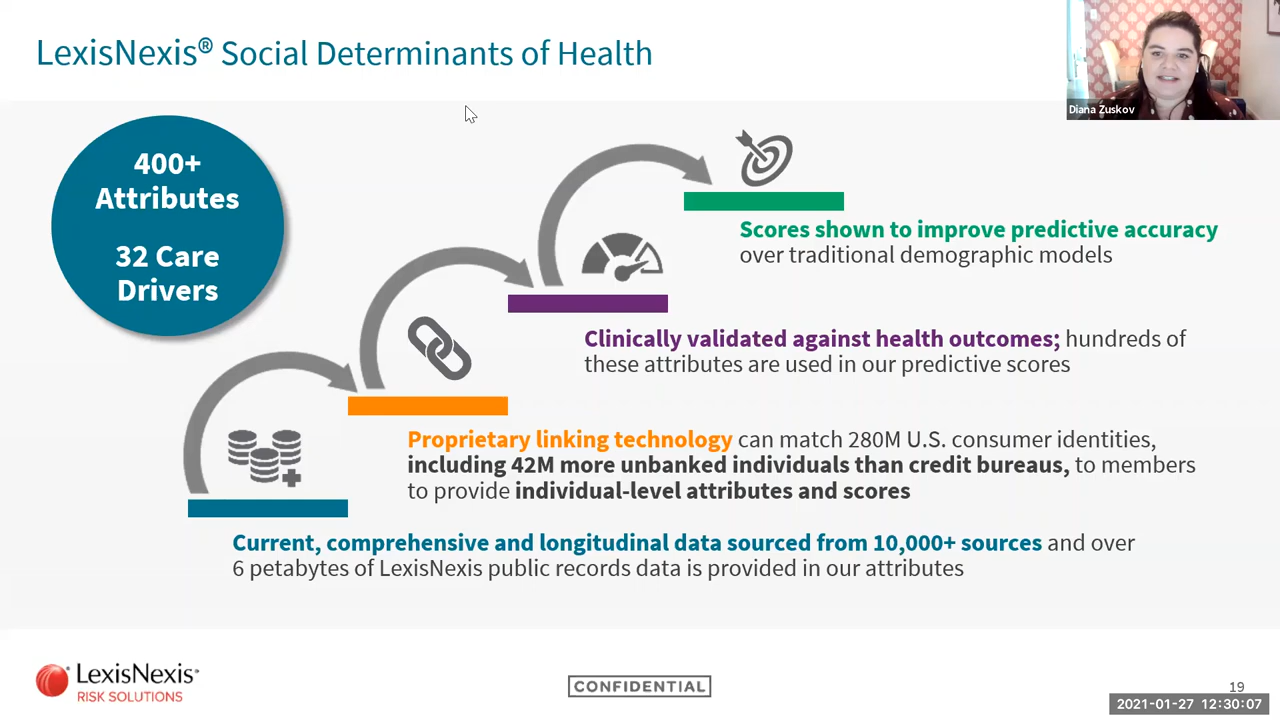 LexisNexis® Social Determinants of Health
Diana Zuskov
400+
Attributes
32 Care
Drivers
Scores shown to improve predictive accuracy
over traditional demographic models
Clinically validated against health outcomes; hundreds of
these attributes are used in our predictive scores
Proprietary linking technology can match 280M U.S. consumer identities,
including 42M more unbanked individuals than credit bureaus, to members
to provide individual-level attributes and scores
Current, comprehensive and longitudinal data sourced from 10,000+ sources and over
6 petabytes of LexisNexis public records data is provided in our attributes
LexisNexis®
RISK SOLUTIONS
CONFIDENTIAL
19
2021-01-27 12:30:07